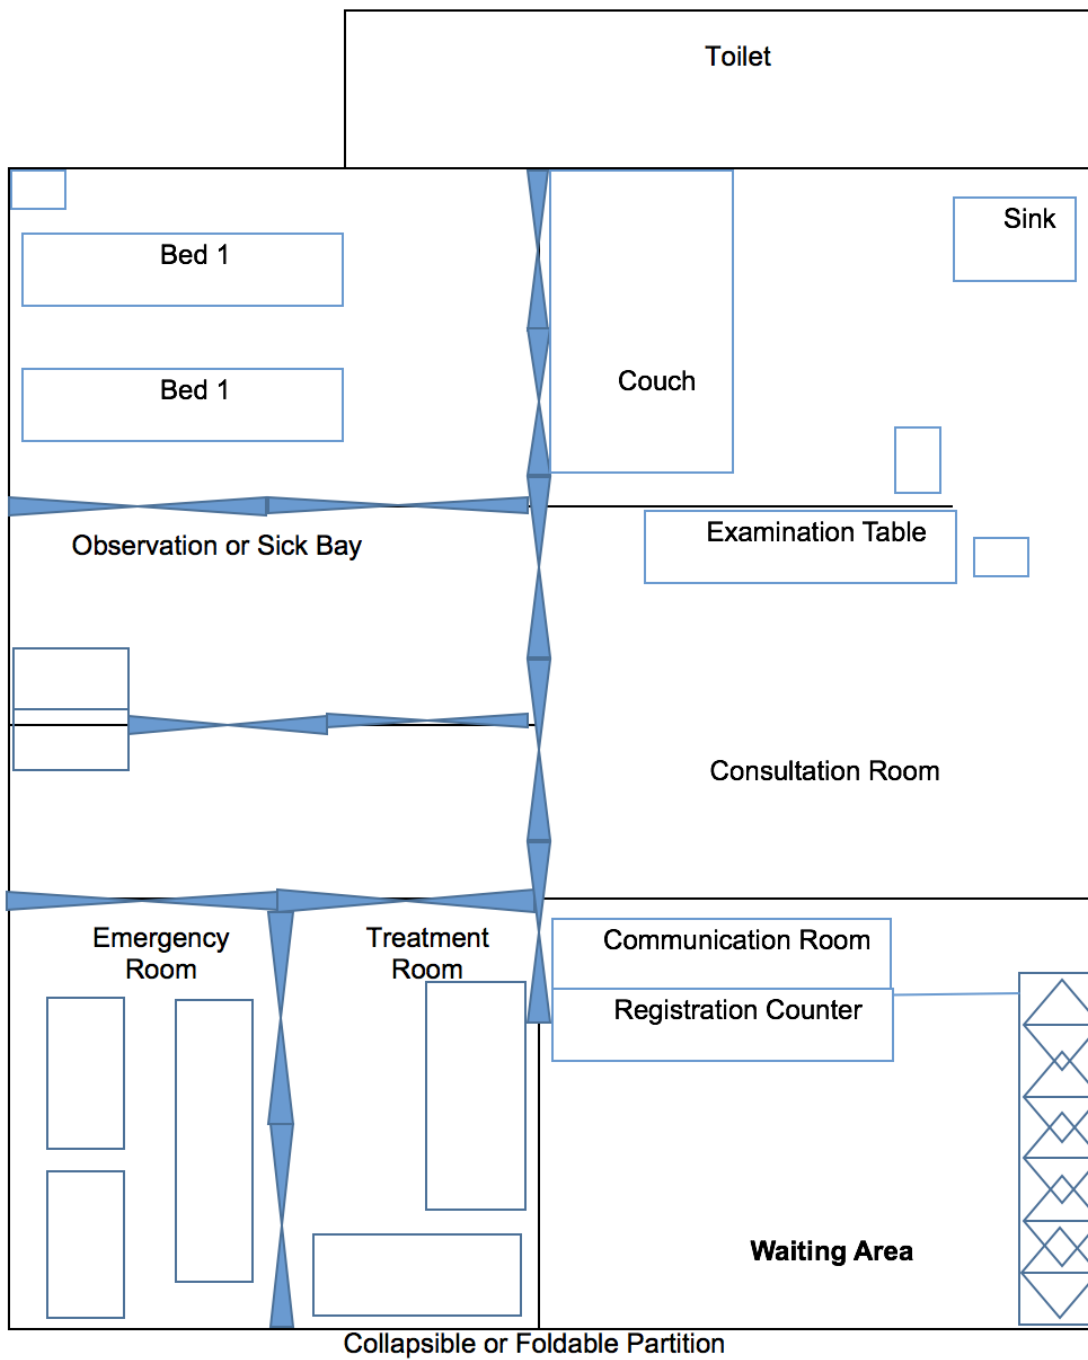 Toilet
Bed 1
Sink
Couch
Bed 1
Examination Table
Observation or Sick Bay
Consultation Room
Emergency
Room
Treatment
Room
Communication Room
Registration Counter
Waiting Area
Collapsible or Foldable Partition